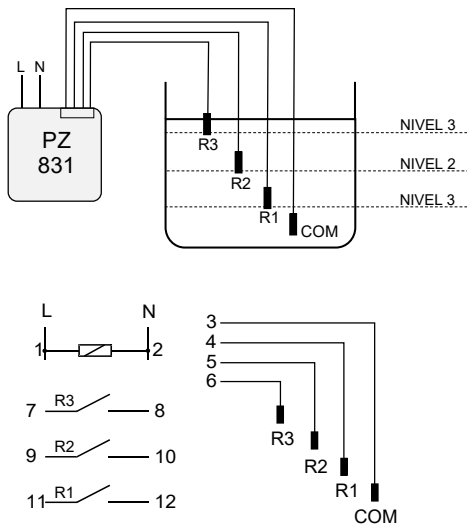 L N
PZ
831
R3
R2
R1
COM
NIVEL 3
NIVEL 2
NIVEL 3
L N
1 2
7 R3 8
9 R2 10
11 R1 12
3
4
5
6
R3
R2
R1
COM